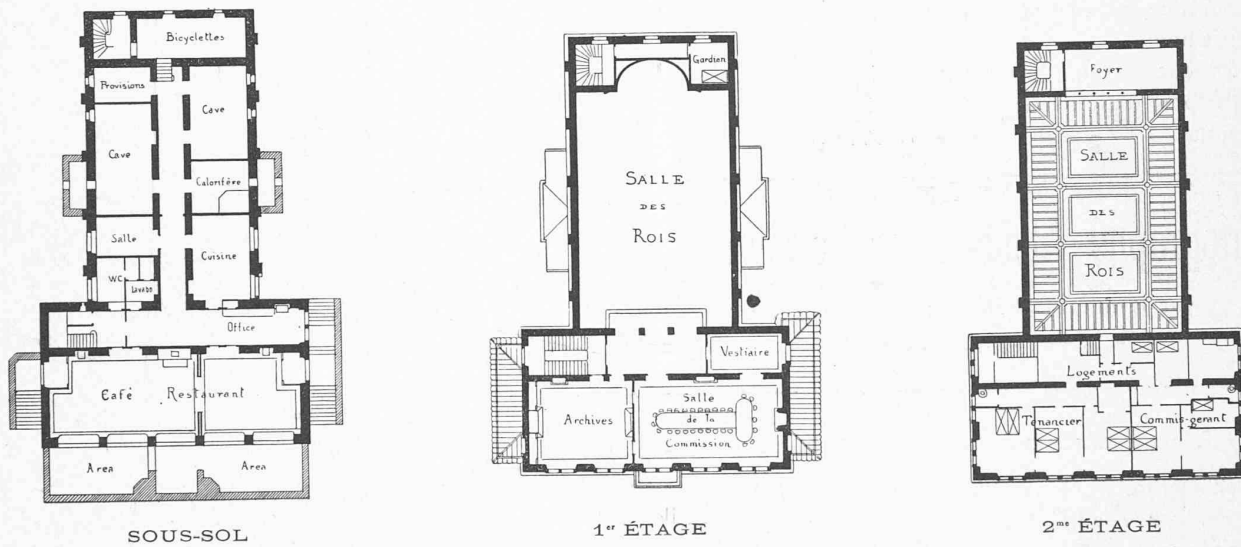 Bicyclettes
Provisions
Cave
Cave
Calorifère
Salle
Cuisine
WC
LAVABO
Office
Café Restaurant
Area Area
SOUS-SOL
Gardien
SALLE
DES
ROIS
Vestiaire
Archives
Salle
de la
Commission
1er ÉTAGE
Foyer
SALLE
DES
ROIS
Logements
Tenancier Commis-gérant
2me ÉTAGE